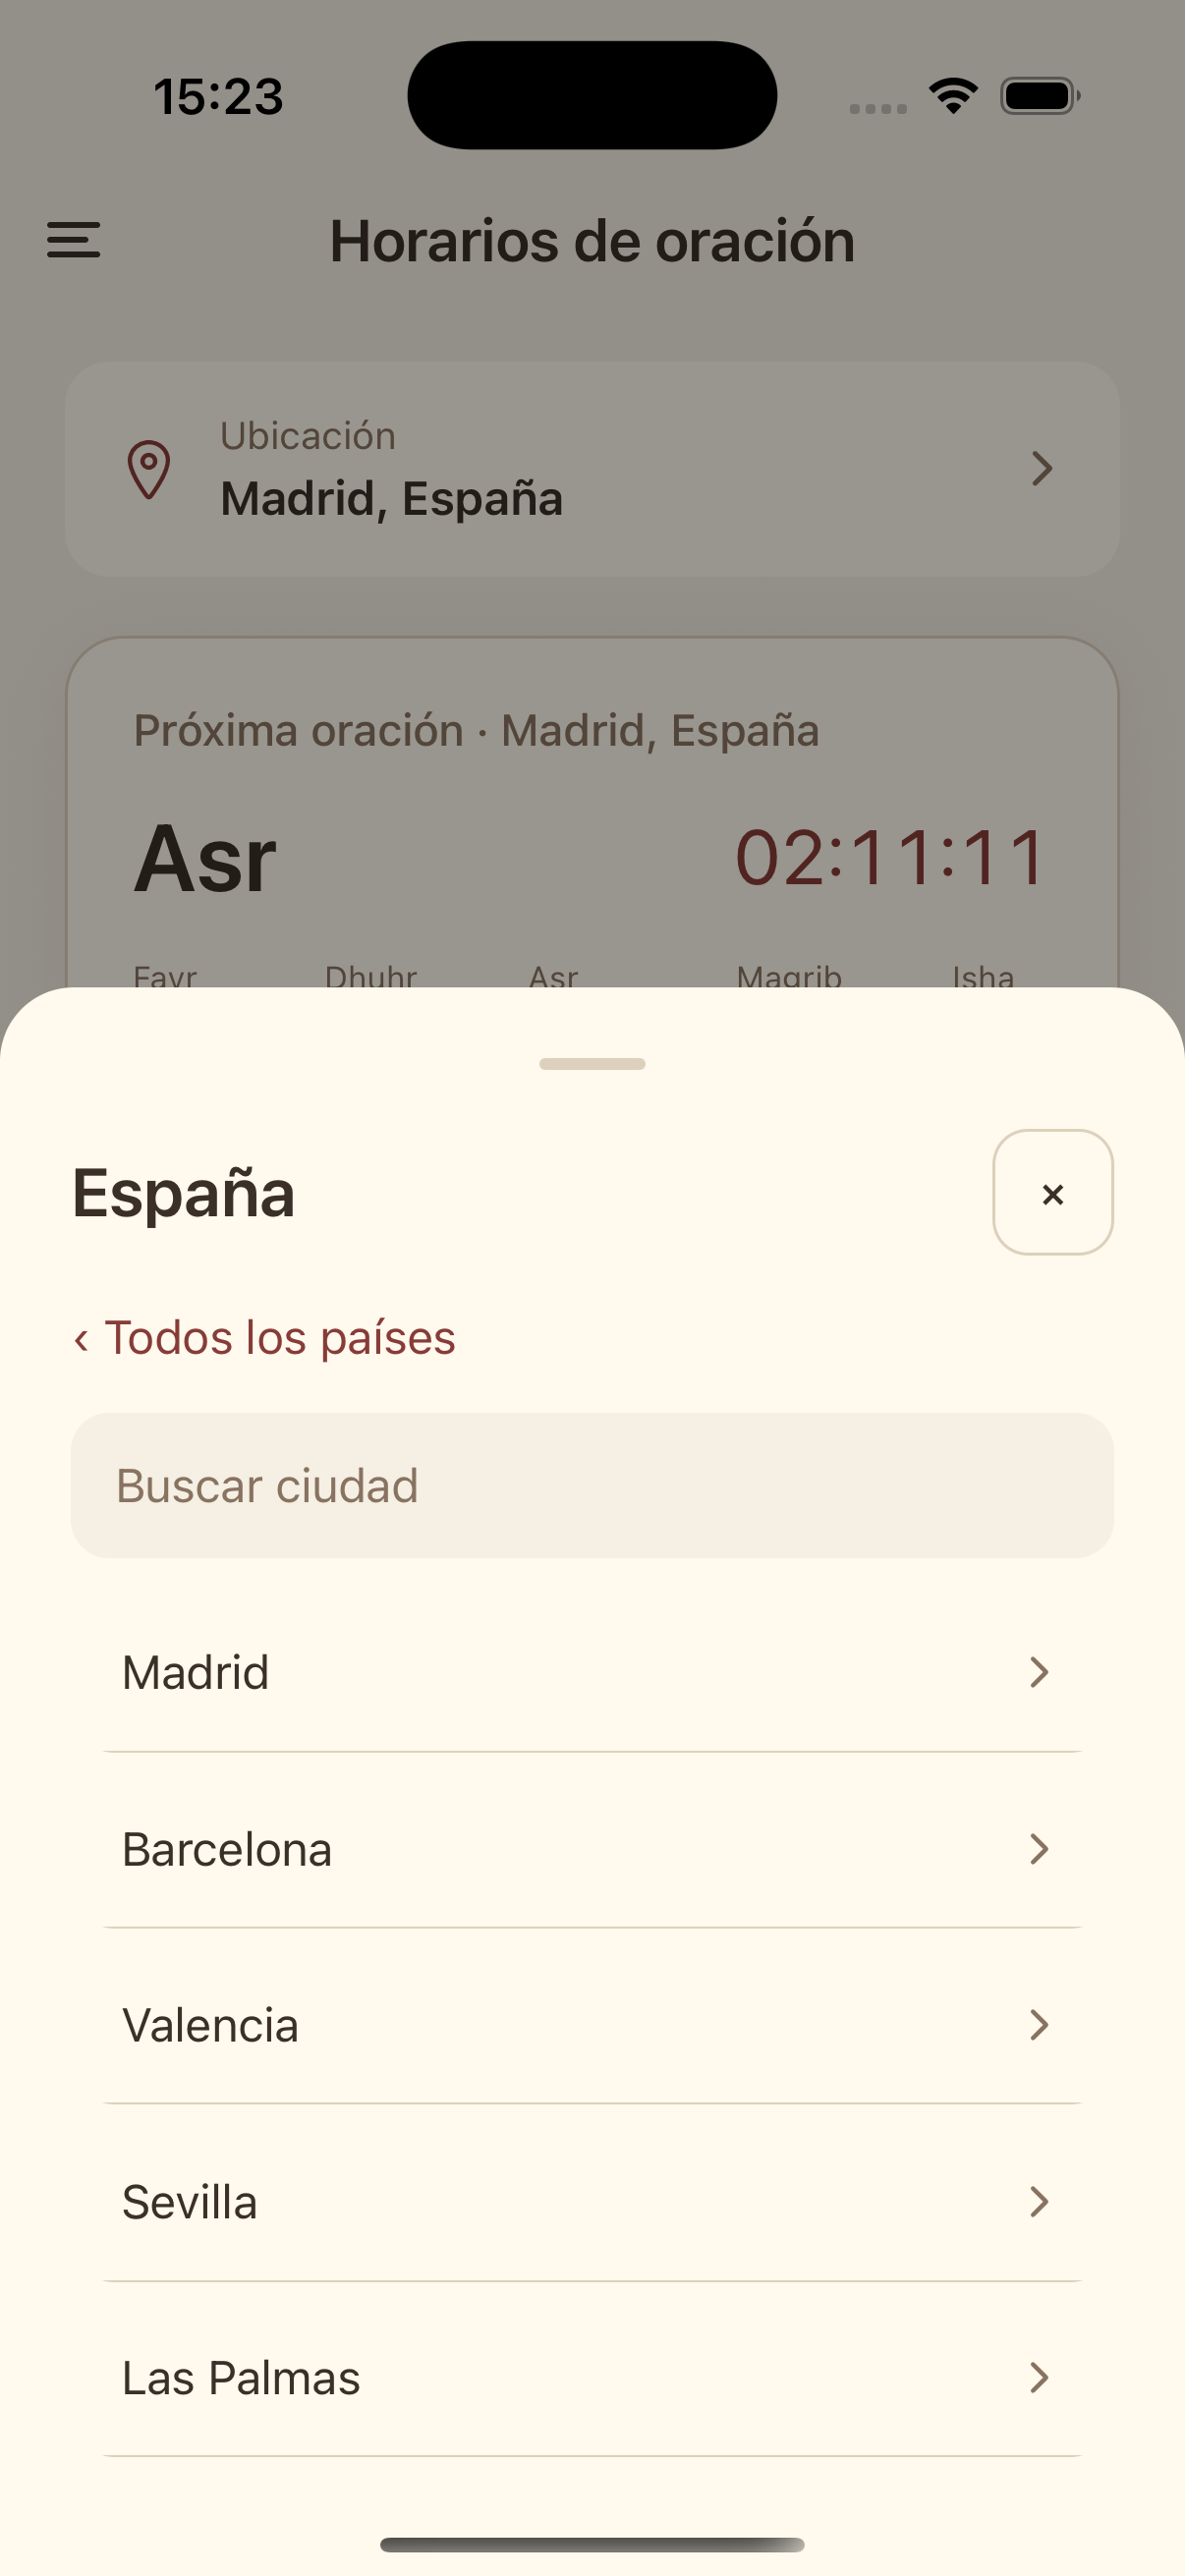 15:23
Horarios de oración
Ubicación
Madrid, España
Próxima oración · Madrid, España
Asr 02:11:11
Fayr Dhuhr Asr Magrib Isha
España
×
‹ Todos los países
Buscar ciudad
Madrid
Barcelona
Valencia
Sevilla
Las Palmas